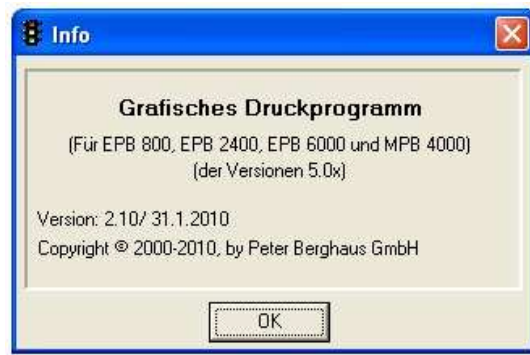 Info
Grafisches Druckprogramm
(Für EPB 800, EPB 2400, EPB 6000 und MPB 4000)
(der Versionen 5.0x)
Version: 2.10/ 31.1.2010
Copyright © 2000-2010, by Peter Berghaus GmbH
OK